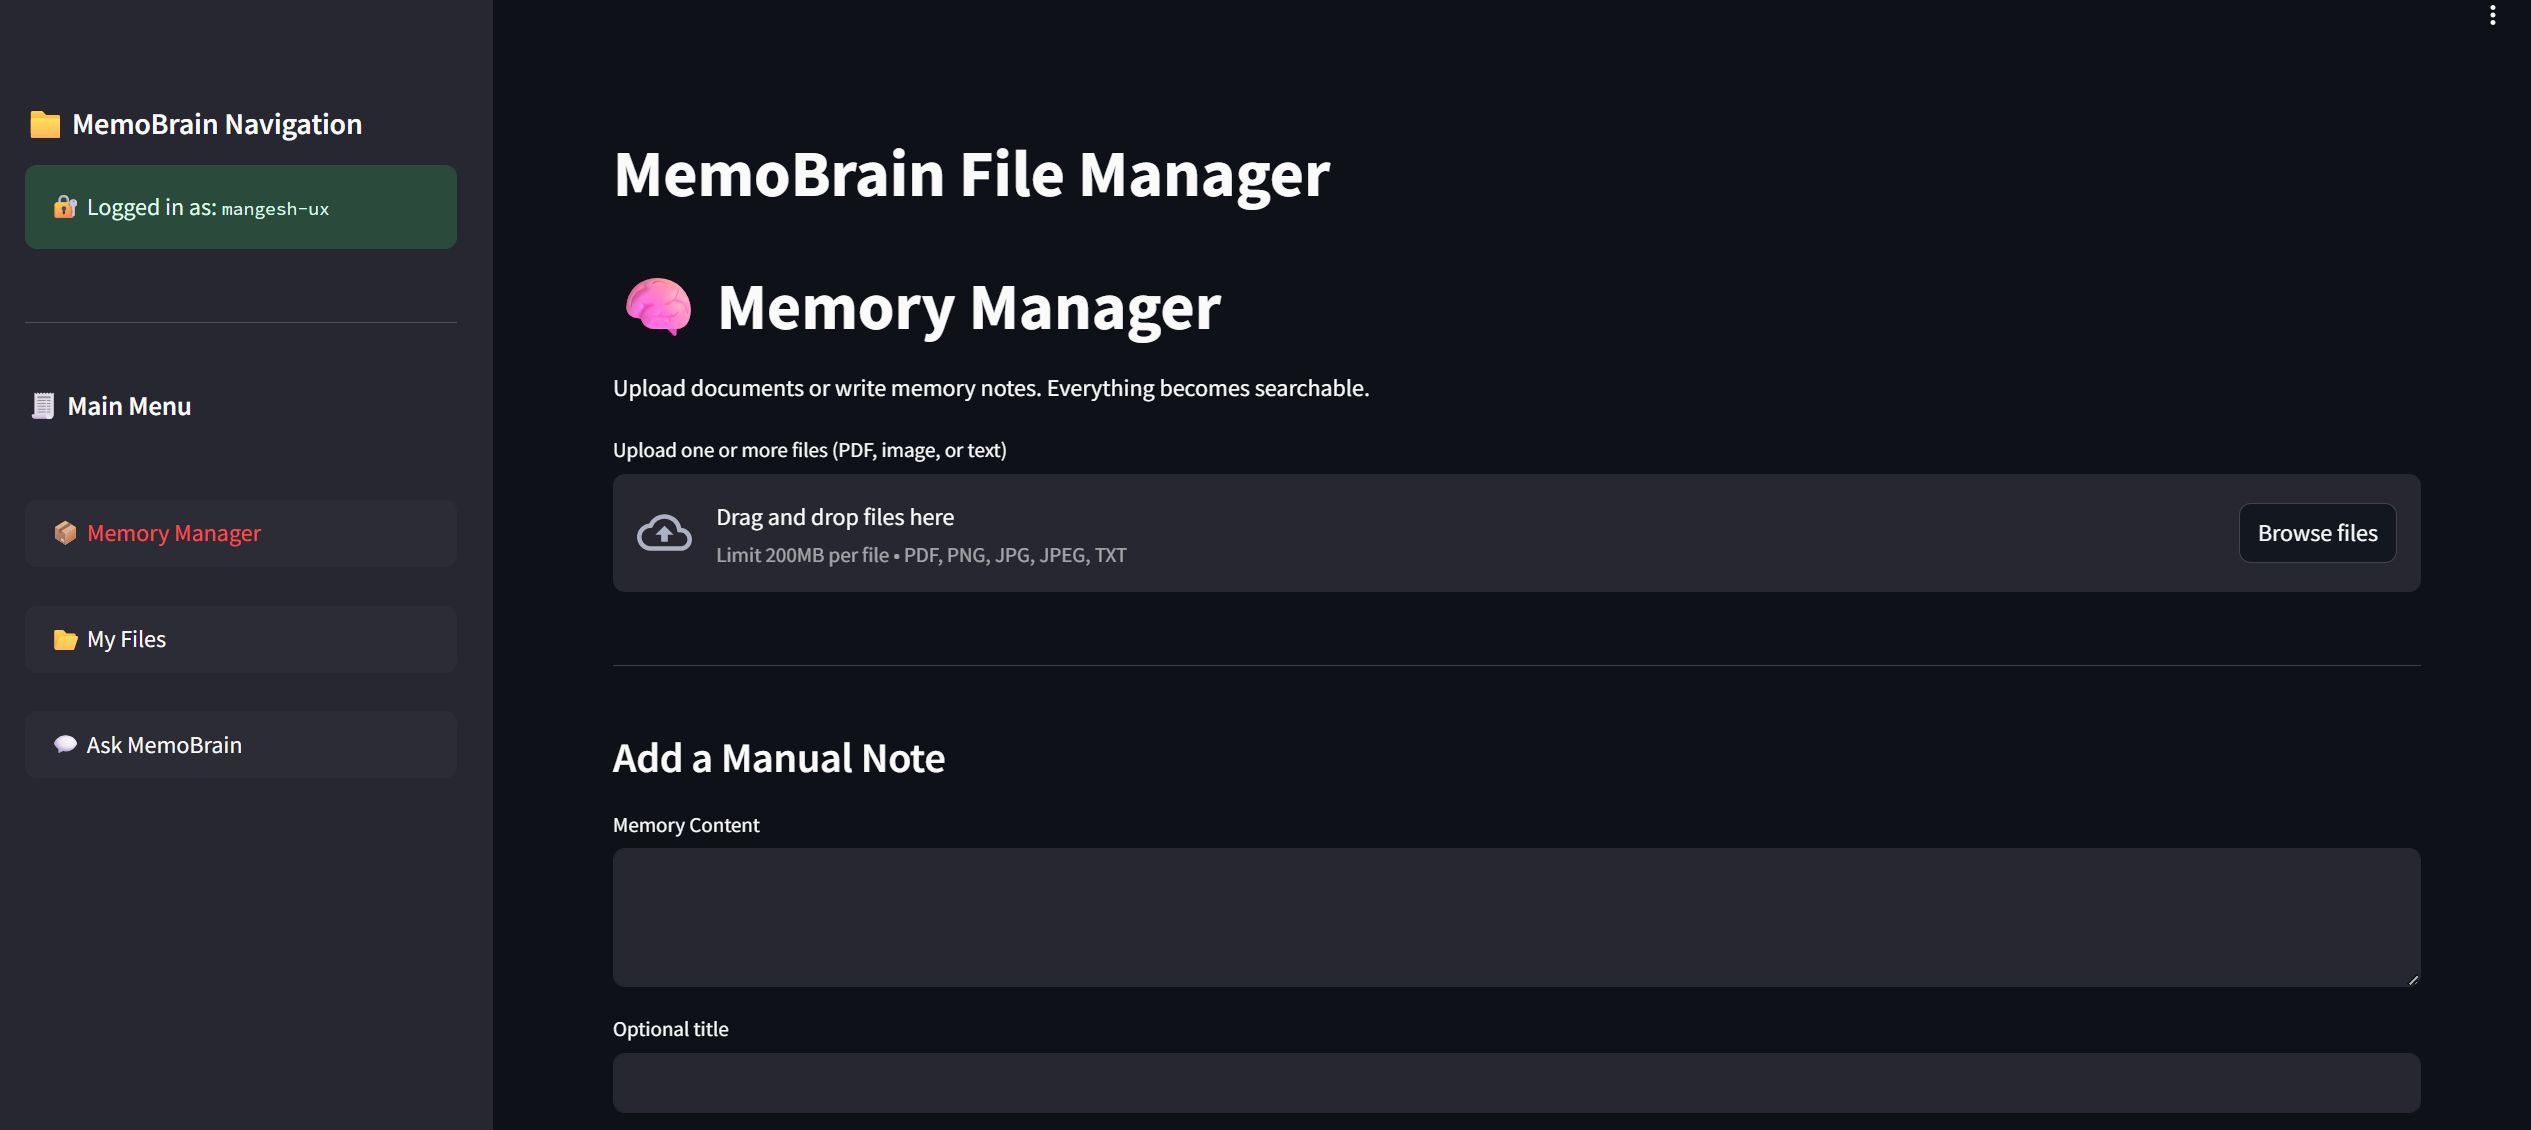 MemoBrain Navigation
Logged in as: mangesh-ux
Main Menu
Memory Manager
My Files
Ask MemoBrain
MemoBrain File Manager
Memory Manager
Upload documents or write memory notes. Everything becomes searchable.
Upload one or more files (PDF, image, or text)
Drag and drop files here
Limit 200MB per file • PDF, PNG, JPG, JPEG, TXT
Browse files
Add a Manual Note
Memory Content
Optional title